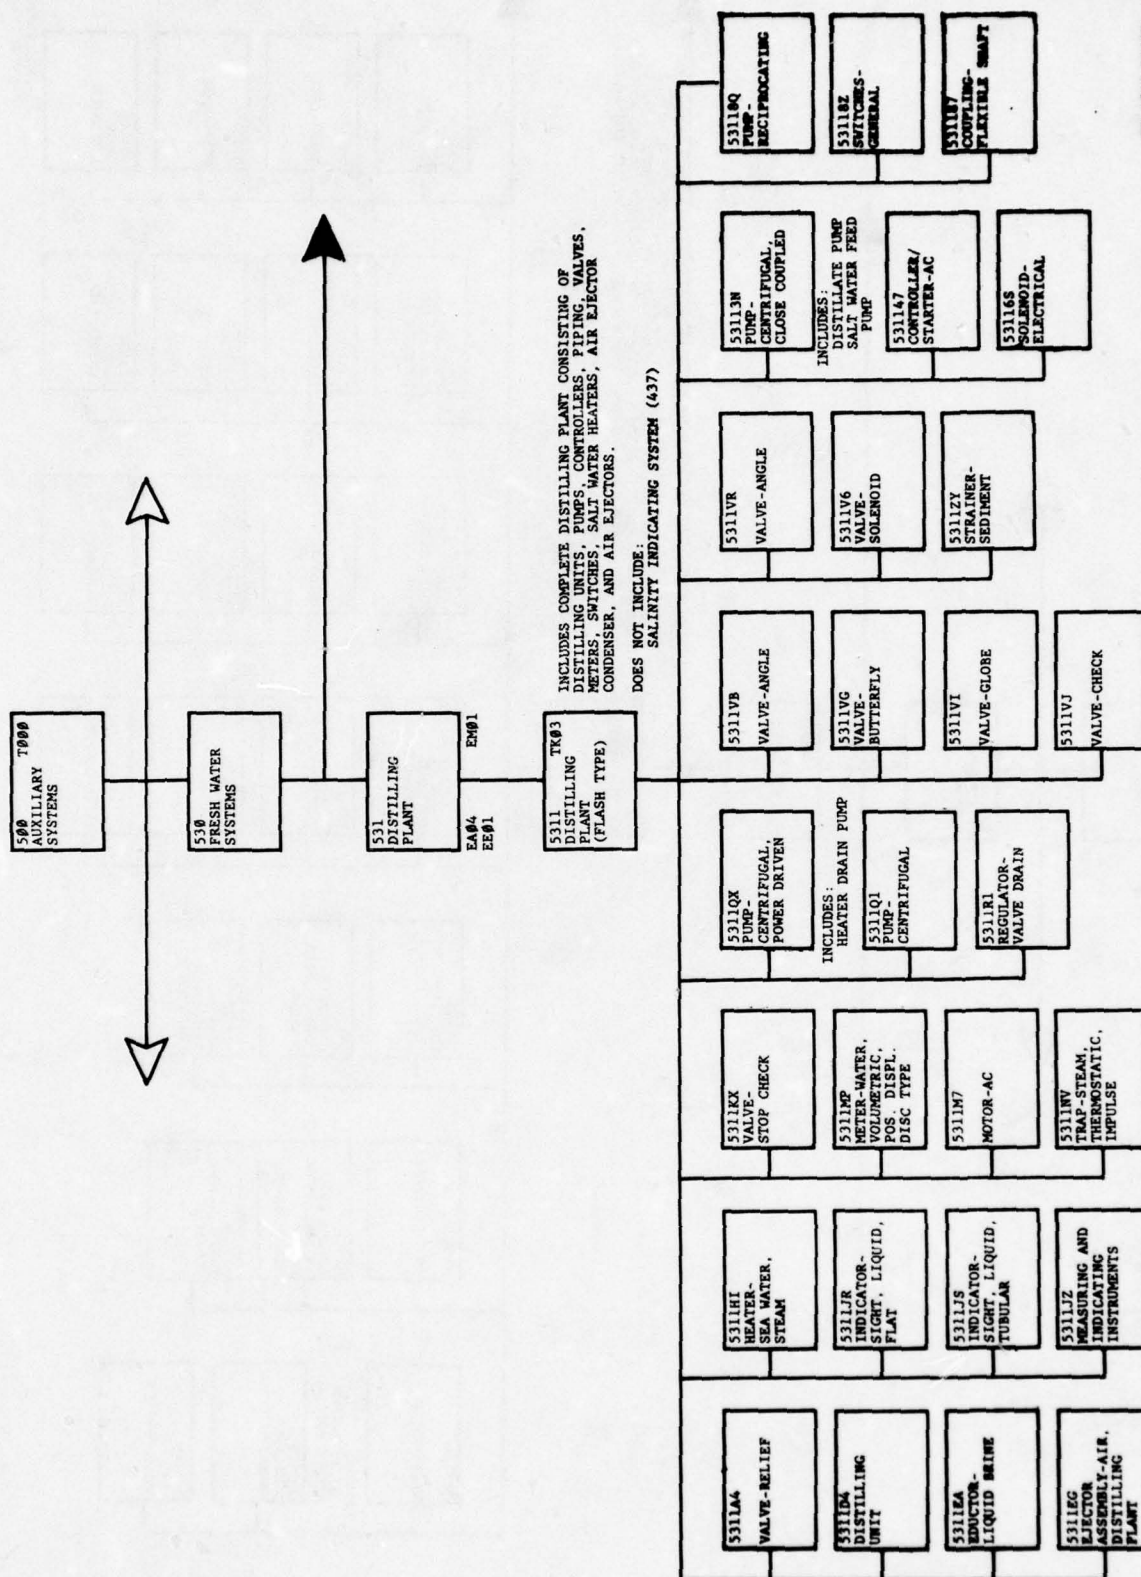 500 T000
AUXILIARY
SYSTEMS
530
FRESH WATER
SYSTEMS
531
DISTILLING
PLANT
EAØ4 EMØ1
EEØ1
5311 TKØ3
DISTILLING
PLANT
(FLASH TYPE)
INCLUDES COMPLETE DISTILLING PLANT CONSISTING OF
DISTILLING UNITS, PUMPS, CONTROLLERS, PIPING, VALVES,
METERS, SWITCHES, SALT WATER HEATERS, AIR EJECTOR
CONDENSER, AND AIR EJECTORS.
DOES NOT INCLUDE:
SALINITY INDICATING SYSTEM (437)
5311A4
VALVE-RELIEF
5311D4
DISTILLING
UNIT
5311EA
EDUCTOR-
LIQUID BRINE
5311EG
EJECTOR
ASSEMBLY-AIR,
DISTILLING
PLANT
5311HI
HEATER-
SEA WATER,
STEAM
5311JR
INDICATOR-
SIGHT, LIQUID,
FLAT
5311JS
INDICATOR-
SIGHT, LIQUID,
TUBULAR
5311JZ
MEASURING AND
INDICATING
INSTRUMENTS
5311KX
VALVE-
STOP CHECK
5311MP
METER-WATER,
VOLUMETRIC,
POS. DISPL.
DISC TYPE
5311M7
MOTOR-AC
5311NV
TRAP-STEAM,
THERMOSTATIC,
IMPULSE
5311QX
PUMP-
CENTRIFUGAL,
POWER DRIVEN
INCLUDES:
HEATER DRAIN PUMP
5311Q1
PUMP-
CENTRIFUGAL
5311R1
REGULATOR-
VALVE DRAIN
5311VB
VALVE-ANGLE
5311VG
VALVE-
BUTTERFLY
5311VI
VALVE-GLOBE
5311VJ
VALVE-CHECK
5311VR
VALVE-ANGLE
5311V6
VALVE-
SOLENOID
5311ZY
STRAINER-
SEDIMENT
53113N
PUMP-
CENTRIFUGAL,
CLOSE COUPLED
INCLUDES:
DISTILLATE PUMP
SALT WATER FEED
PUMP
531147
CONTROLLER/
STARTER-AC
53116S
SOLENOID-
ELECTRICAL
53118Q
PUMP-
RECIPROCATING
53118Z
SWITCHES-
GENERAL
531187
COUPLING-
FLEXIBLE SHAFT